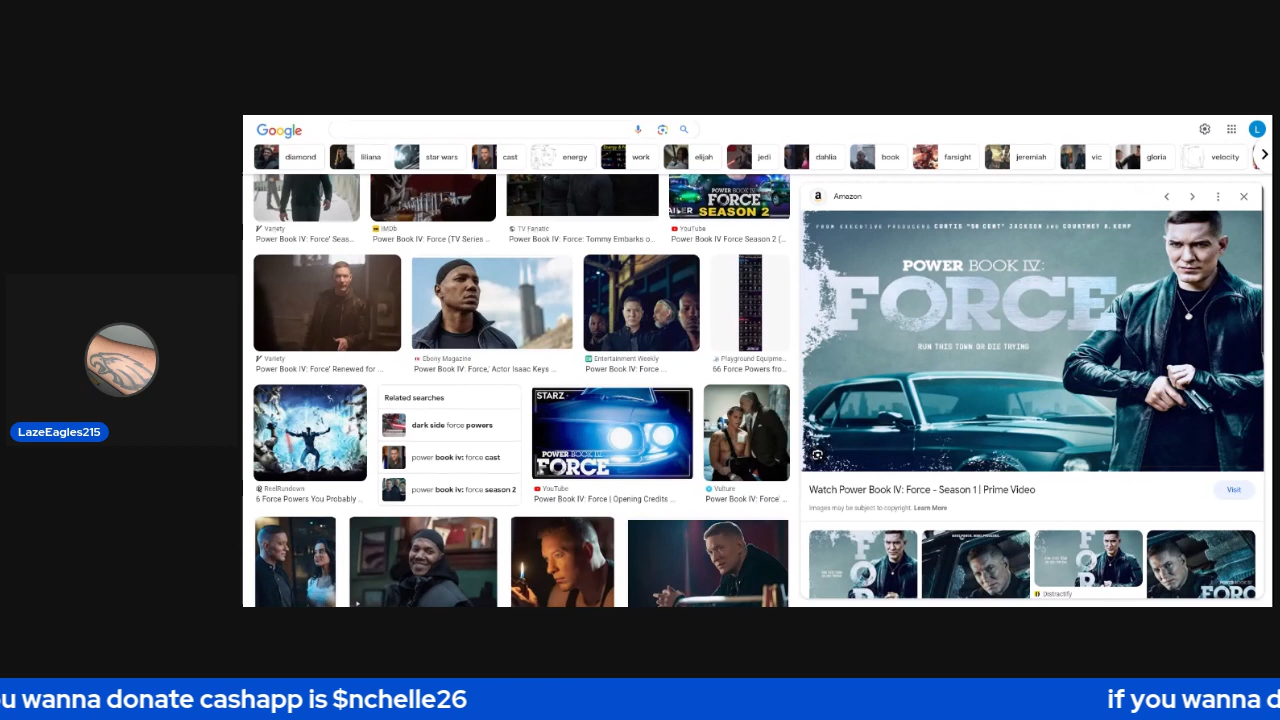 Google
L
diamond
liliana
star wars
cast
energy
work
elijah
jedi
dahlia
book
farsight
jeremiah
vic
gloria
velocity
POWER BOOK IV:
FORCE
SEASON 2
Variety
Power Book IV: Force' Seas...
IMDb
Power Book IV: Force (TV Series ...
TV Fanatic
Power Book IV: Force: Tommy Embarks o...
YouTube
Power Book IV Force Season 2 (...
Variety
Power Book IV: Force' Renewed for ...
Ebony Magazine
Power Book IV: Force,' Actor Isaac Keys ...
Entertainment Weekly
Power Book IV: Force ...
Playground Equipme...
66 Force Powers fro...
ReelRundown
6 Force Powers You Probably ...
Related searches
dark side force powers
power book iv: force cast
power book iv: force season 2
STARZ
POWER BOOK IV:
FORCE
YouTube
Power Book IV: Force | Opening Credits ...
Vulture
Power Book IV: Force' ...
a
Amazon
FROM EXECUTIVE PRODUCERS CURTIS "50 CENT" JACKSON AND COURTNEY A. KEMP
POWER BOOK IV:
FORCE
RUN THIS TOWN OR DIE TRYING
Watch Power Book IV: Force - Season 1 | Prime Video
Visit
Images may be subject to copyright. Learn More
Distractify
LazeEagles215
u wanna donate cashapp is $nchelle26
if you wanna d